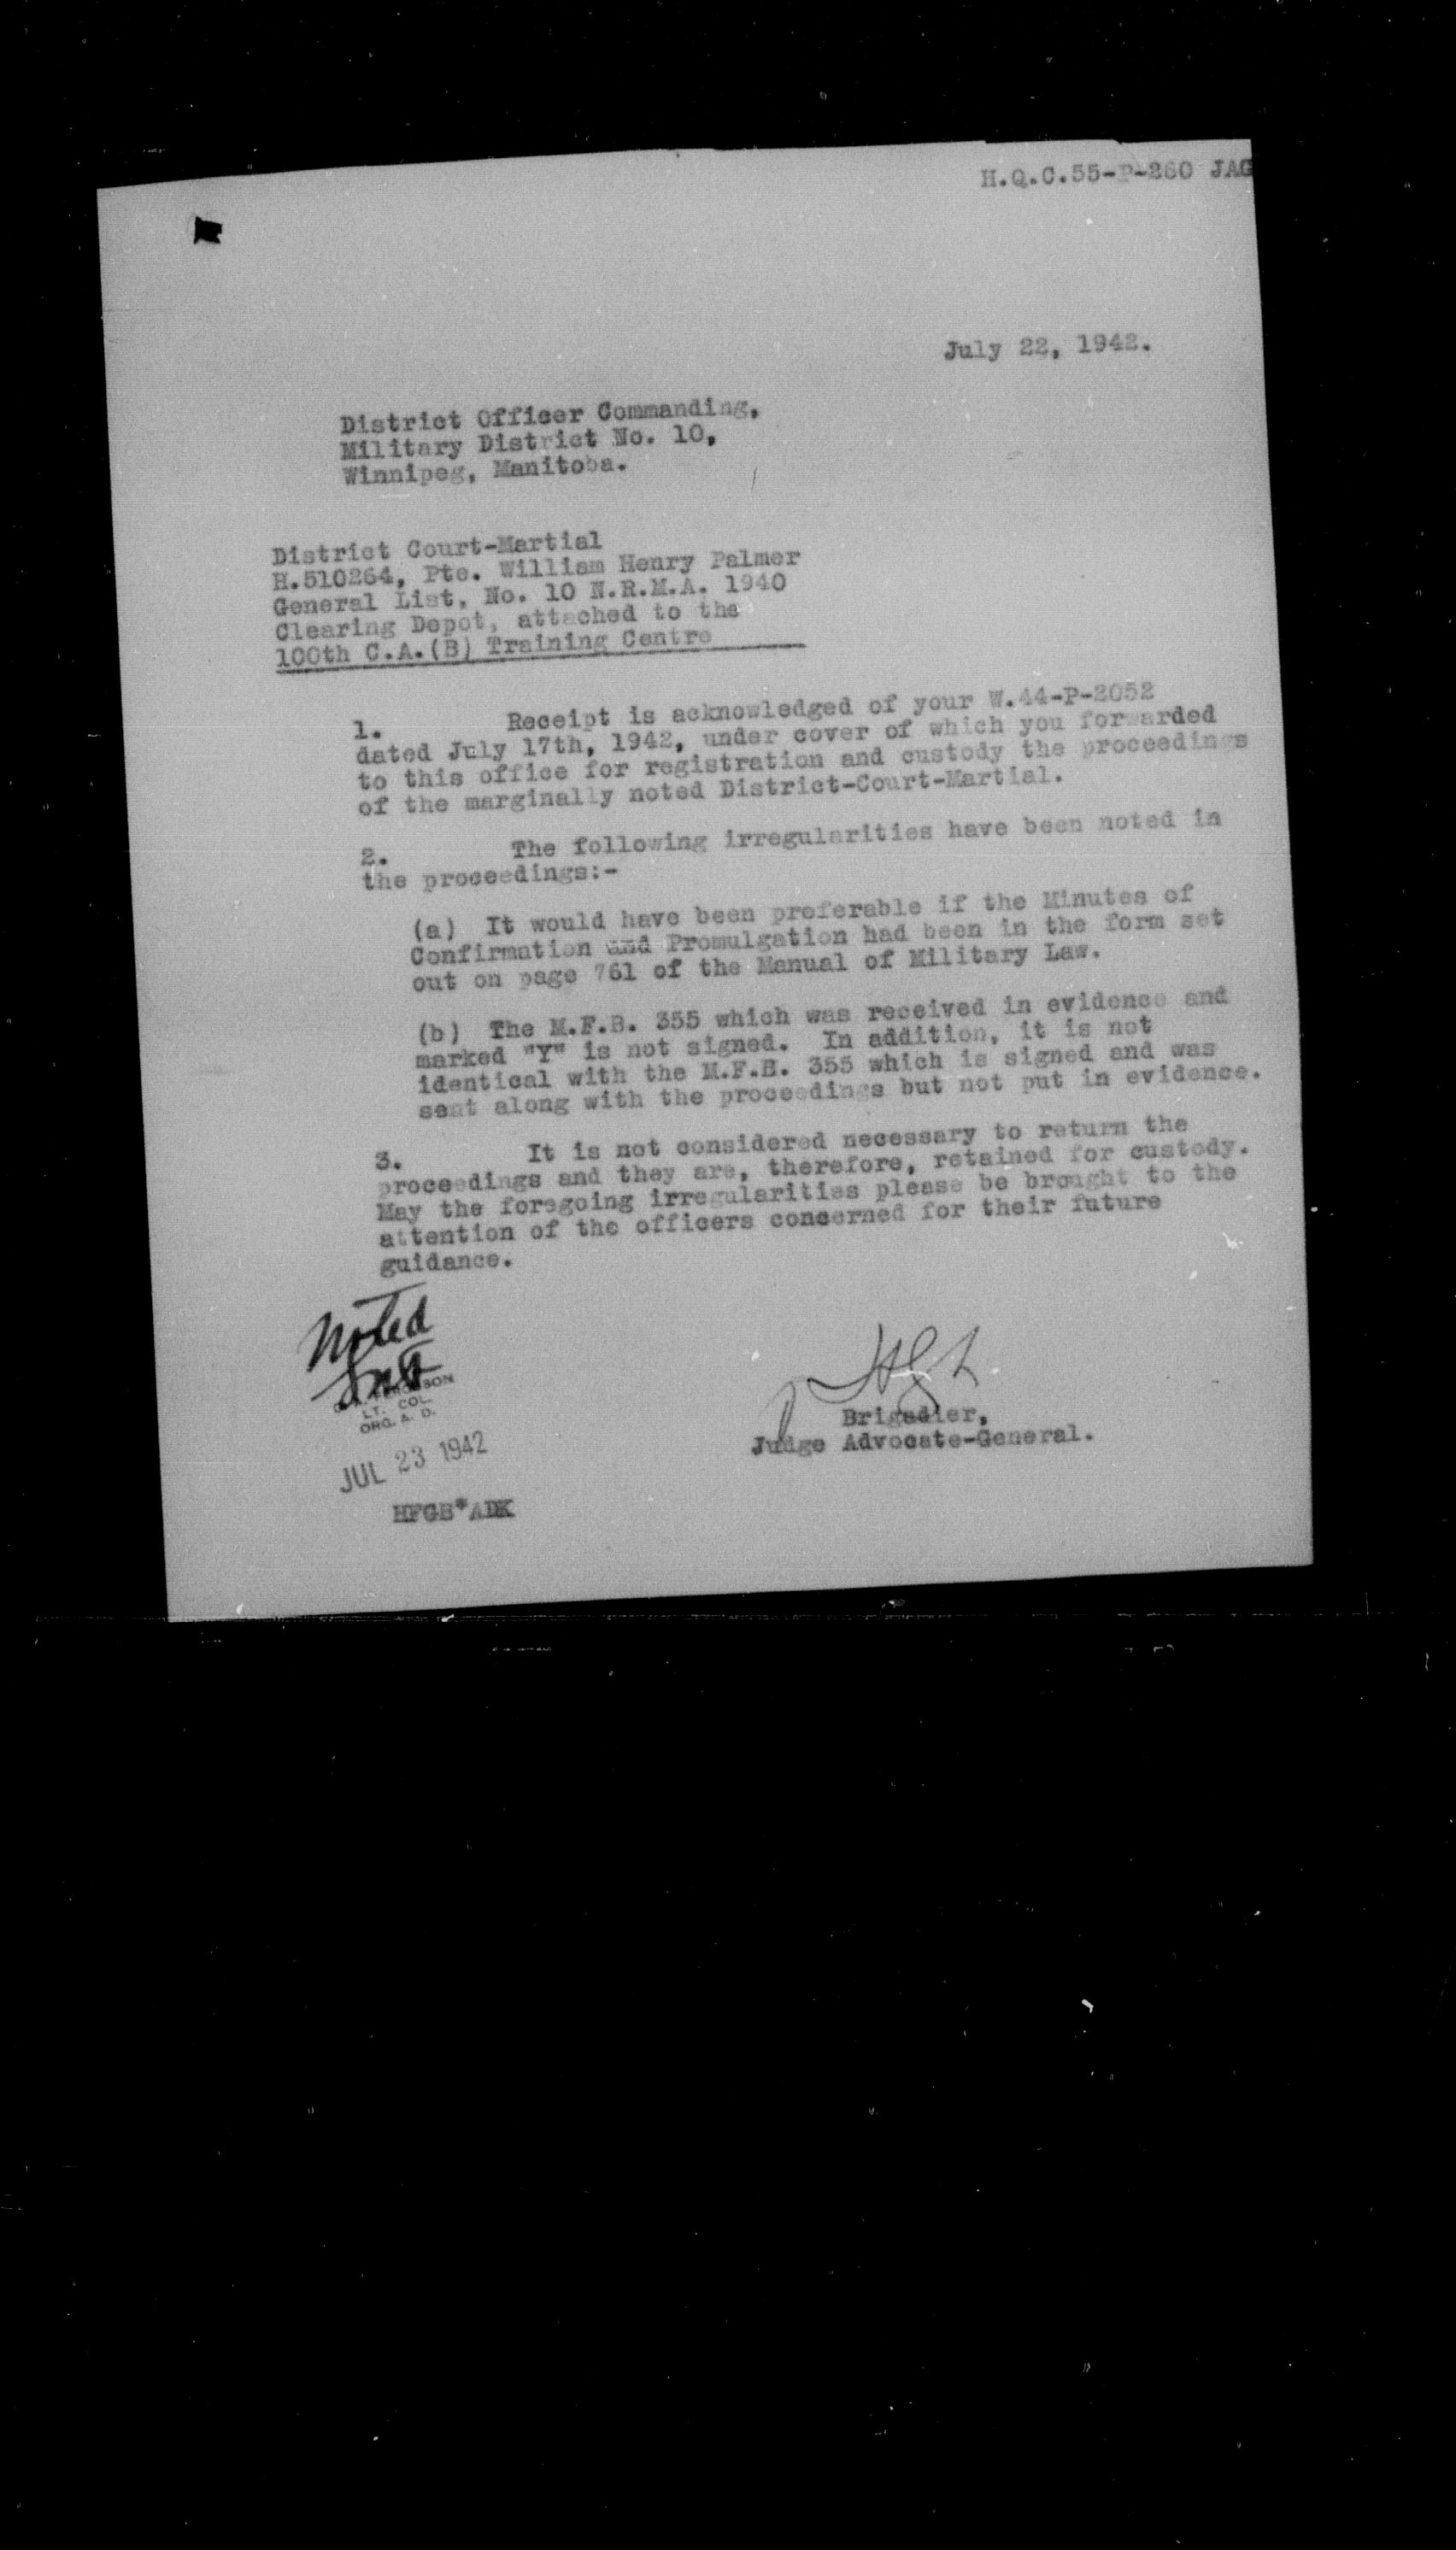 H.Q.C.55-P-260 JAG
July 22, 1942.
District Officer Commanding,
Military District No. 10,
Winnipeg, Manitoba.
District Court-Martial
H.510264, Pte. William Henry Palmer
General List, No. 10 N.R.M.A. 1940
Clearing Depot, attached to the
100th C.A.(B) Training Centre
1. Receipt is acknowledged of your W.44-P-2052
dated July 17th, 1942, under cover of which you forwarded
to this office for registration and custody the proceedings
of the marginally noted District-Court-Martial.
2. The following irregularities have been noted in
the proceedings:-
(a) It would have been preferable if the Minutes of
Confirmation and Promulgation had been in the form set
out on page 761 of the Manual of Military Law.
(b) The M.F.B. 355 which was received in evidence and
marked "Y" is not signed. In addition, it is not
identical with the M.F.B. 355 which is signed and was
sent along with the proceedings but not put in evidence.
3. It is not considered necessary to return the
proceedings and they are, therefore, retained for custody.
May the foregoing irregularities please be brought to the
attention of the officers concerned for their future
guidance.
Noted
LT. COL.
ORG. A. D.
JUL 23 1942
Brigadier,
Judge Advocate-General.
HFGB*ADK